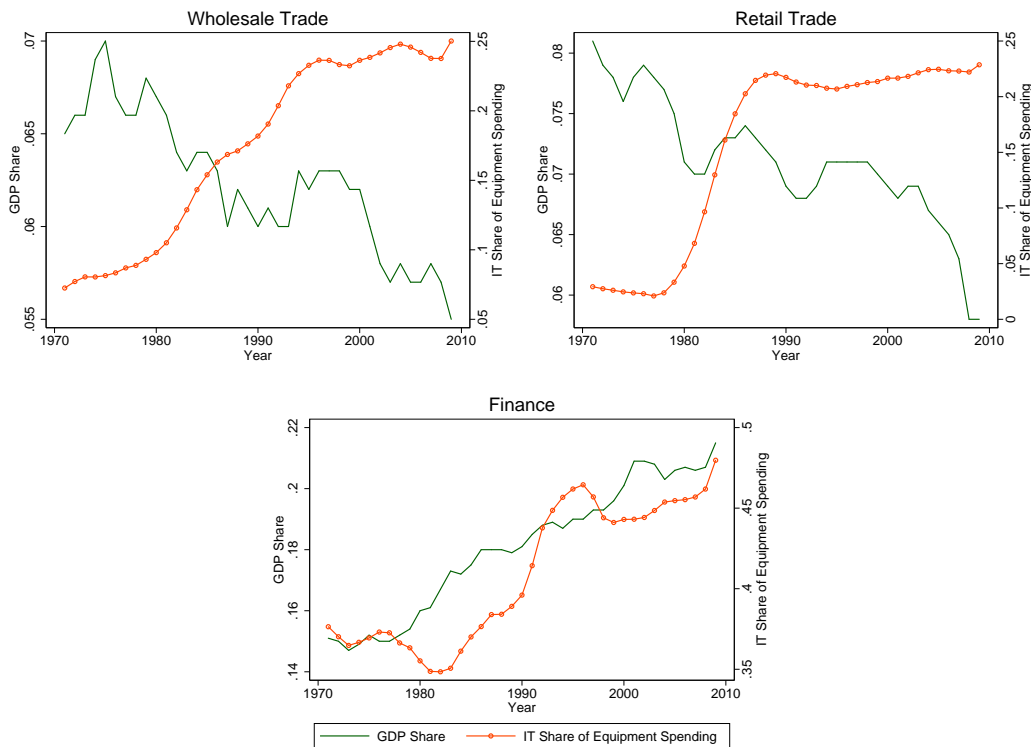 Wholesale Trade
.055 .06 .065 .07
GDP Share
.05 .1 .15 .2 .25
IT Share of Equipment Spending
1970 1980 1990 2000 2010
Year
Retail Trade
.06 .065 .07 .075 .08
GDP Share
0 .05 .1 .15 .2 .25
IT Share of Equipment Spending
1970 1980 1990 2000 2010
Year
Finance
.14 .16 .18 .2 .22
GDP Share
.35 .4 .45 .5
IT Share of Equipment Spending
1970 1980 1990 2000 2010
Year
GDP Share IT Share of Equipment Spending